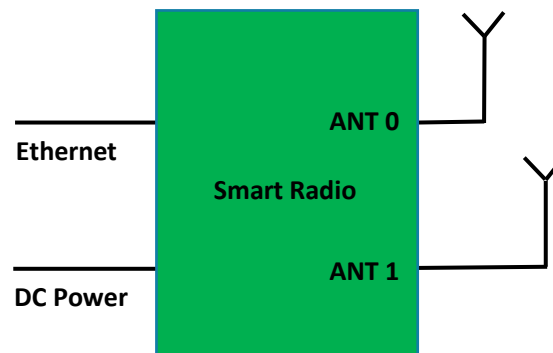 ANT 0
Ethernet
Smart Radio
ANT 1
DC Power